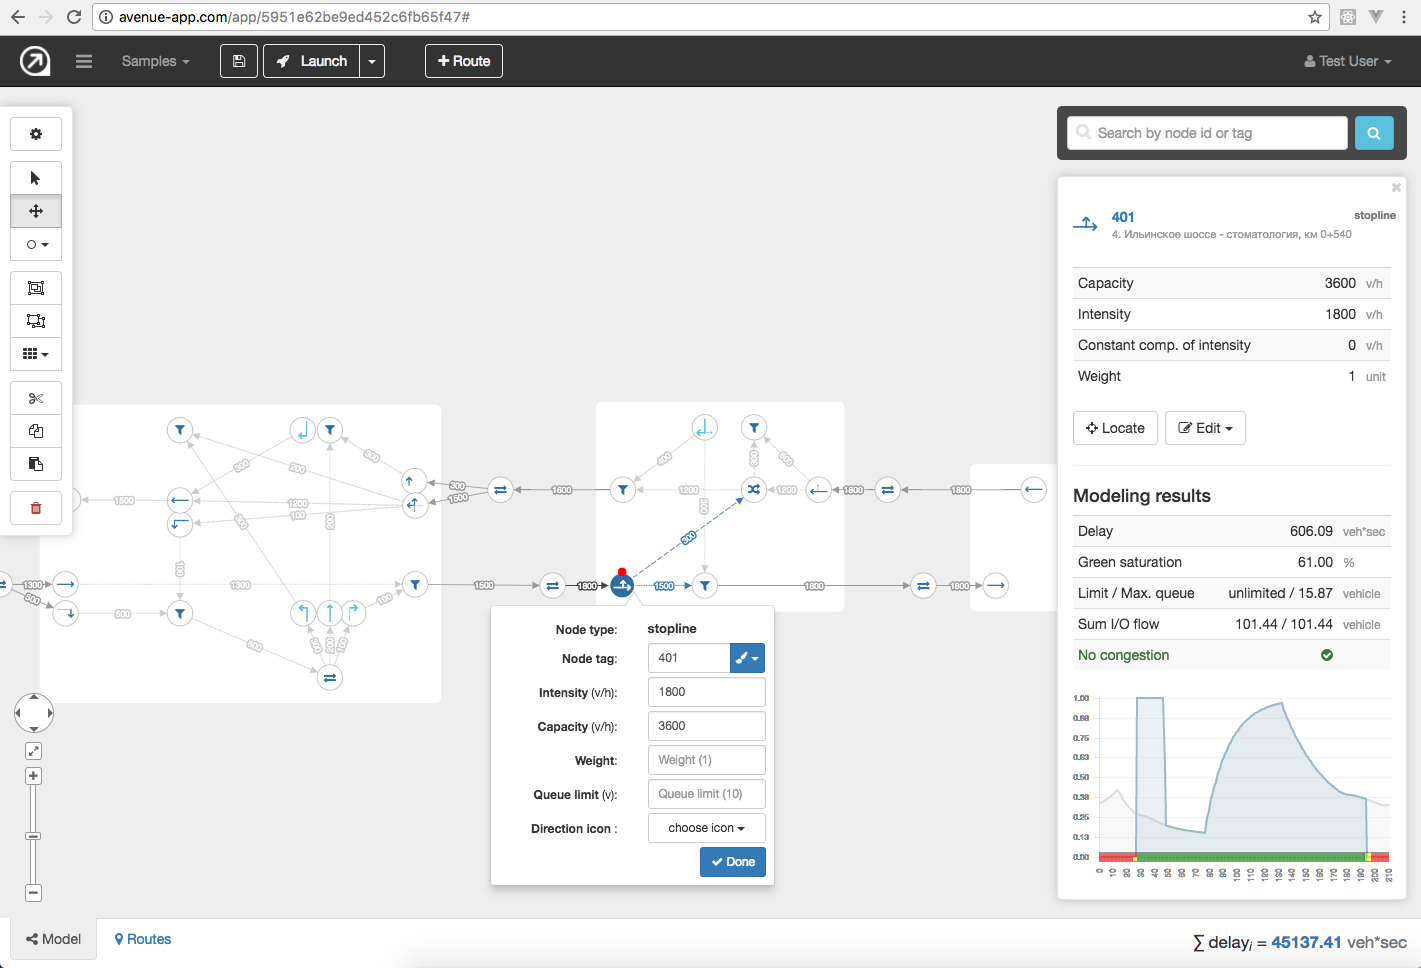 avenue-app.com/app/5951e62be9ed452c6fb65f47#
Samples
Launch
Route
Test User
Search by node id or tag
401
stopline
4. Ильинское шоссе - стоматология, км 0+540
Capacity 3600 v/h
Intensity 1800 v/h
Constant comp. of intensity 0 v/h
Weight 1 unit
Locate
Edit
Modeling results
Delay 606.09 veh*sec
Green saturation 61.00 %
Limit / Max. queue unlimited / 15.87 vehicle
Sum I/O flow 101.44 / 101.44 vehicle
No congestion
1.00
0.88
0.75
0.63
0.50
0.38
0.25
0.13
0.00
0 10 20 30 40 50 60 70 80 90 100 110 120 130 140 150 160 170 180 190 200 210
300
200
300
1500
1200
100
300
1500
1800
1200
1200
1800
1800
900
1300
500
1300
500
100
1500
1800
1500
1800
1800
600
Node type: stopline
Node tag: 401
Intensity (v/h): 1800
Capacity (v/h): 3600
Weight: Weight (1)
Queue limit (v): Queue limit (10)
Direction icon : choose icon
Done
Model
Routes
∑ delayᵢ = 45137.41 veh*sec